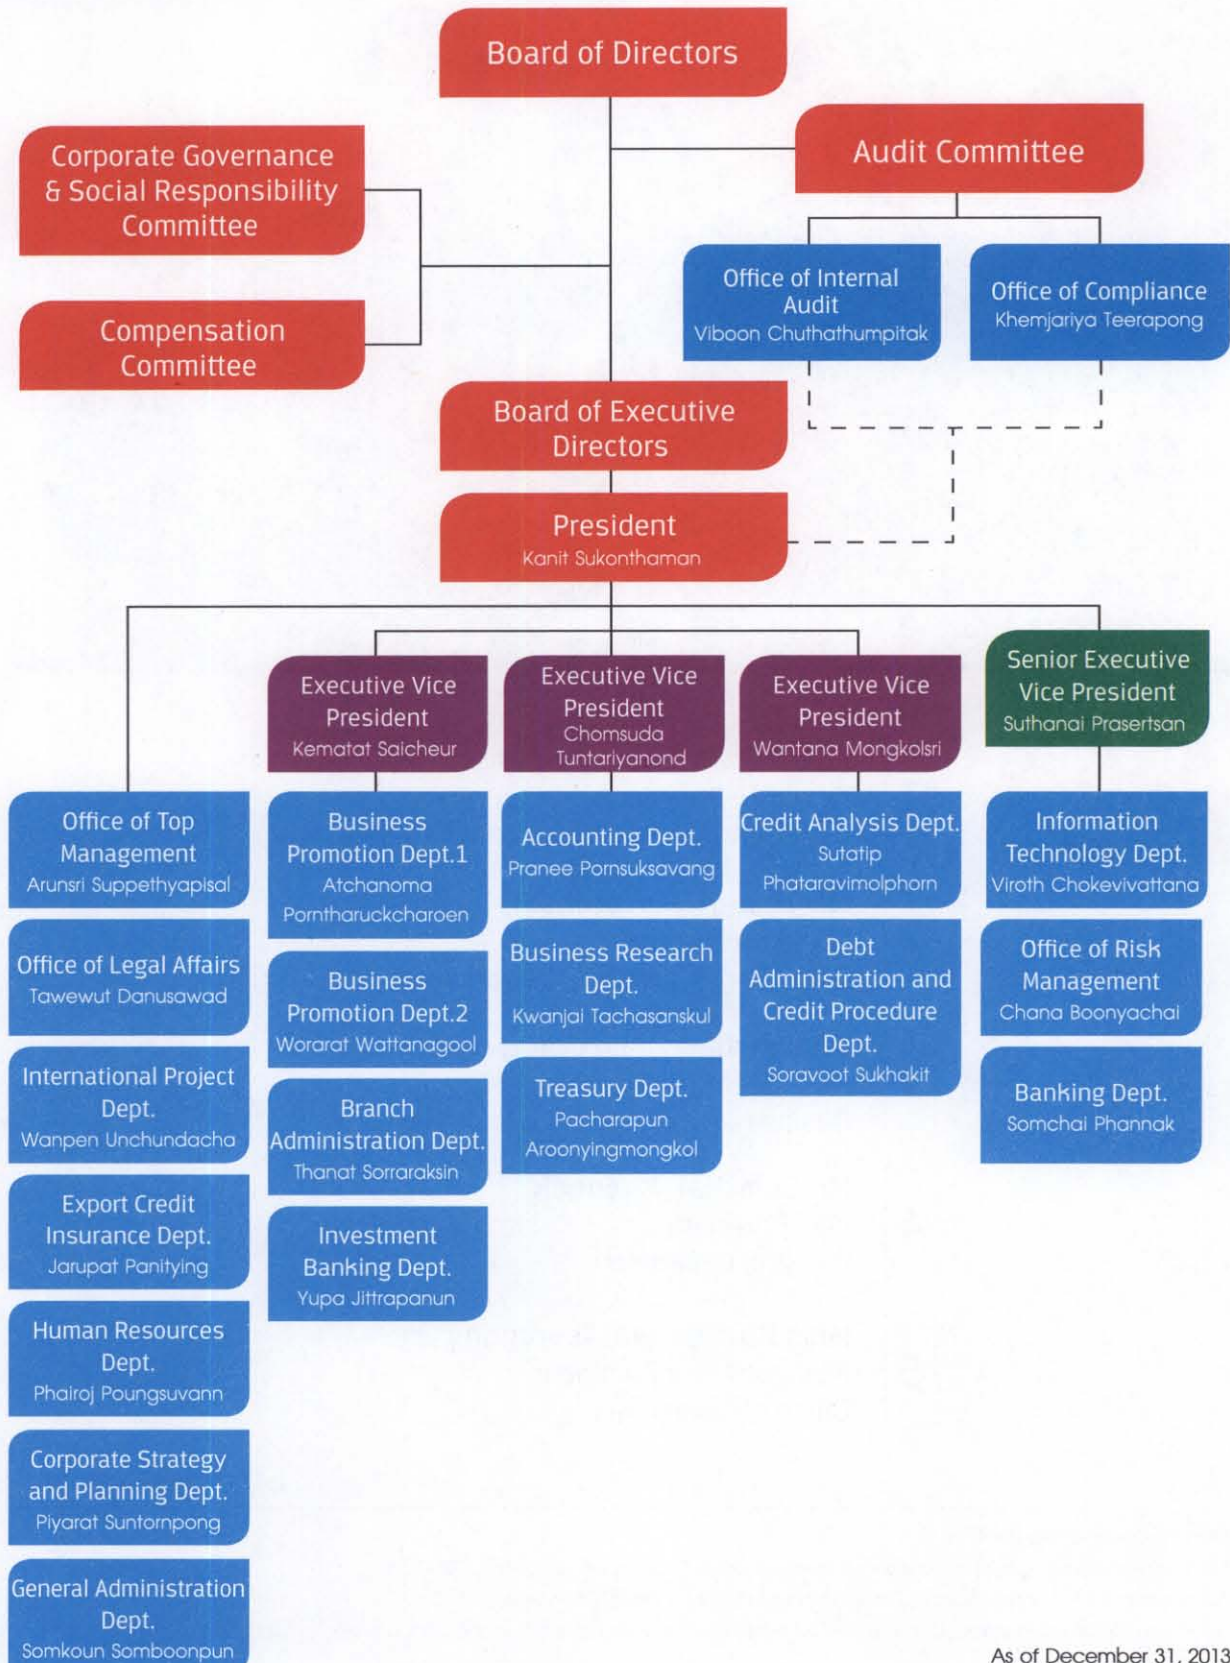 Board of Directors
Corporate Governance
& Social Responsibility
Committee
Audit Committee
Compensation
Committee
Office of Internal
Audit
Viboon Chuthathumpitak
Office of Compliance
Khemjariya Teerapong
Board of Executive
Directors
President
Kanit Sukonthaman
Executive Vice
President
Kematat Saicheur
Executive Vice
President
Chomsuda
Tuntariyanond
Executive Vice
President
Wantana Mongkolsri
Senior Executive
Vice President
Suthanai Prasertsan
Office of Top
Management
Arunsri Suppethyapisal
Office of Legal Affairs
Tawewut Danusawad
International Project
Dept.
Wanpen Unchundacha
Export Credit
Insurance Dept.
Jarupat Panitying
Human Resources
Dept.
Phairoj Poungsuvann
Corporate Strategy
and Planning Dept.
Piyarat Suntornpong
General Administration
Dept.
Somkoun Somboonpun
Business
Promotion Dept.1
Atchanoma
Porntharuckcharoen
Business
Promotion Dept.2
Worarat Wattanagool
Branch
Administration Dept.
Thanat Sorraraksin
Investment
Banking Dept.
Yupa Jittrapanun
Accounting Dept.
Pranee Pornsuksavang
Business Research
Dept.
Kwanjai Tachasanskul
Treasury Dept.
Pacharapun
Aroonyingmongkol
Credit Analysis Dept.
Sutatip
Phataravimolphorn
Debt
Administration and
Credit Procedure
Dept.
Soravoot Sukhakit
Information
Technology Dept.
Viroth Chokevivattana
Office of Risk
Management
Chana Boonyachai
Banking Dept.
Somchai Phannak
As of December 31, 2013